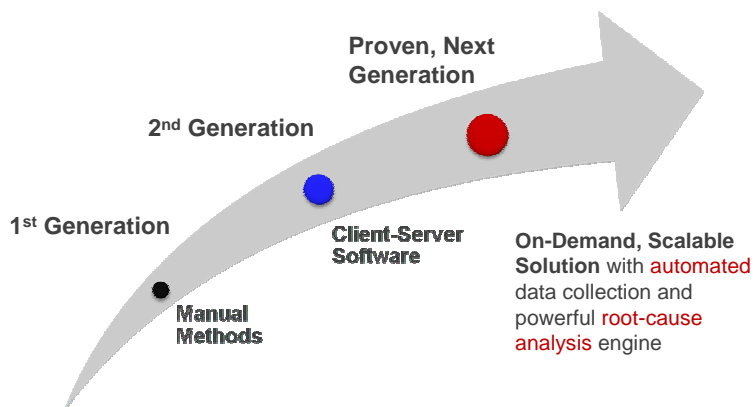 Proven, Next
Generation
2nd Generation
1st Generation
Client-Server
Software
On-Demand, Scalable
Solution with automated
data collection and
powerful root-cause
analysis engine
Manual
Methods